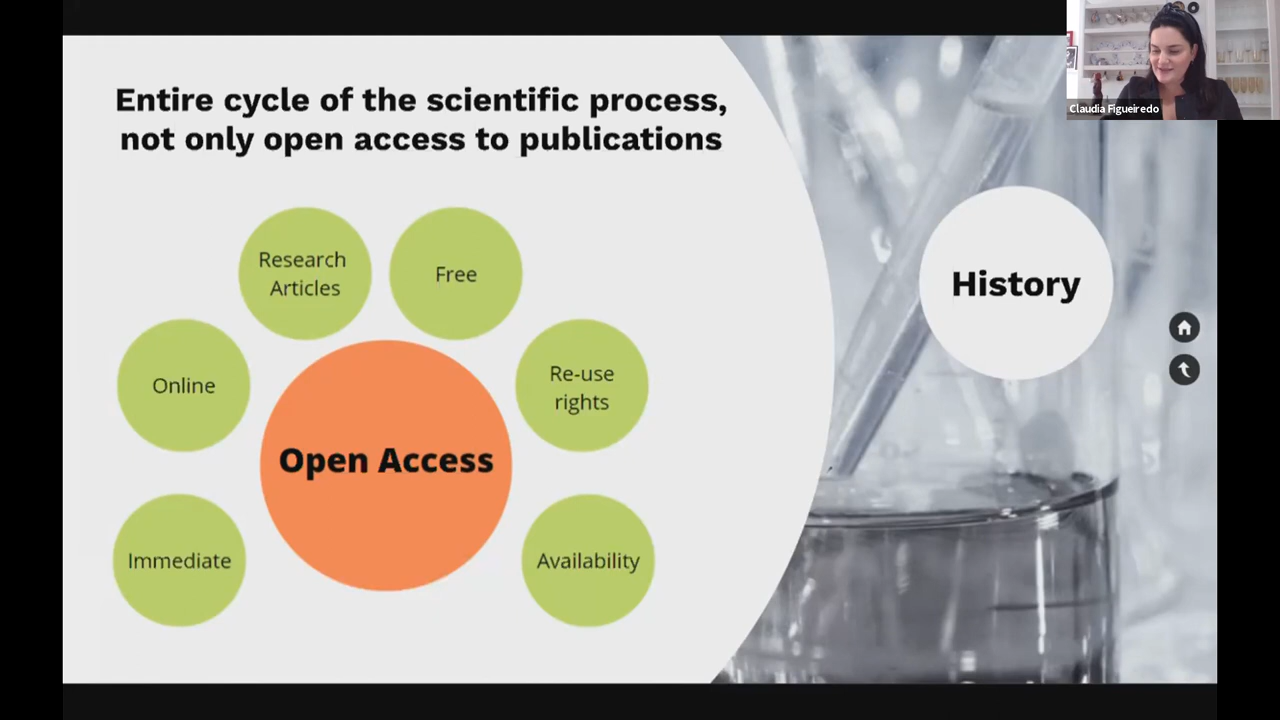 Claudia Figueiredo
Entire cycle of the scientific process,
not only open access to publications
Research
Articles
Free
Online
Re-use
rights
Open Access
Immediate
Availability
History